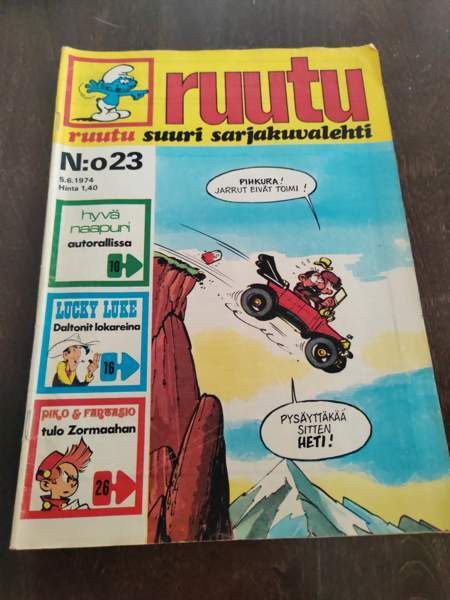 ruutu
ruutu suuri sarjakuvalehti
N:o 23
5.6.1974
Hinta 1,40
hyvä
naapuri
autorallissa
10
LUCKY LUKE
Daltonit lokareina
16
PIKO & FANTASIO
tulo Zormaahan
26
PIHKURA!
JARRUT EIVÄT TOIMI!
PYSÄYTTÄKÄÄ
SITTEN
HETI!